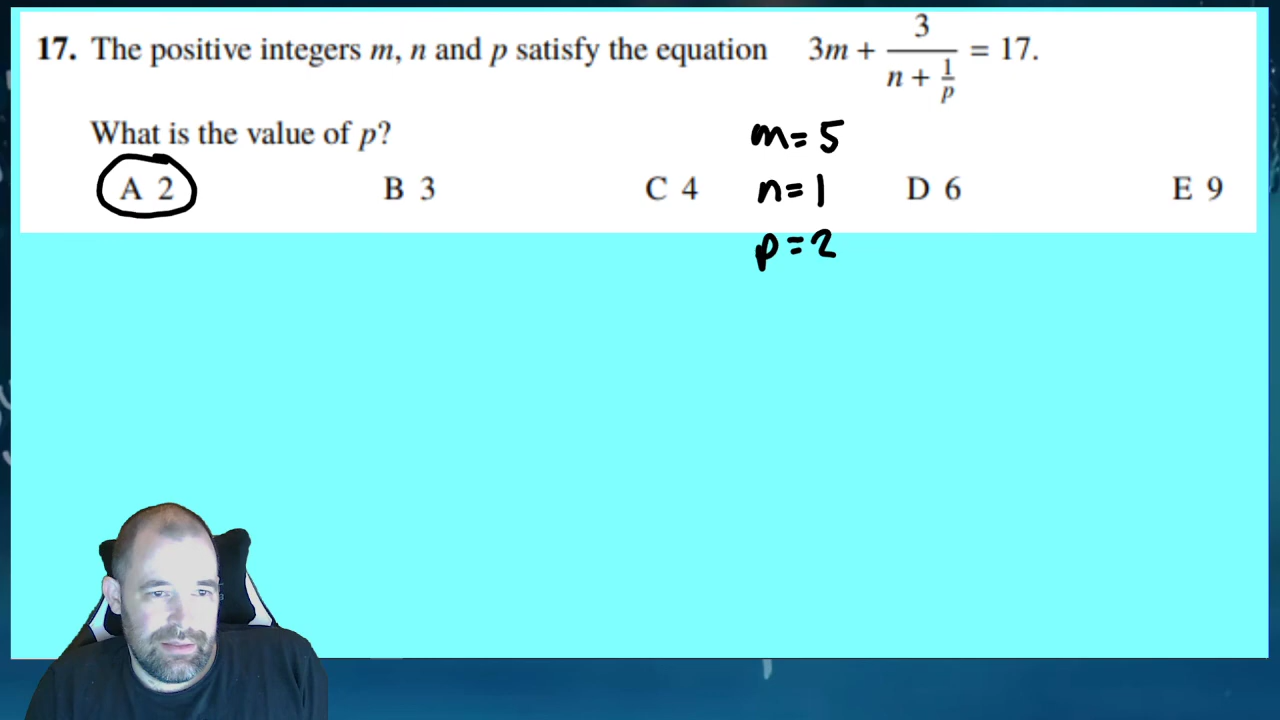 17. The positive integers m, n and p satisfy the equation 3m + 3/(n + 1/p) = 17.
What is the value of p?
A 2 B 3 C 4 D 6 E 9
m = 5
n = 1
p = 2